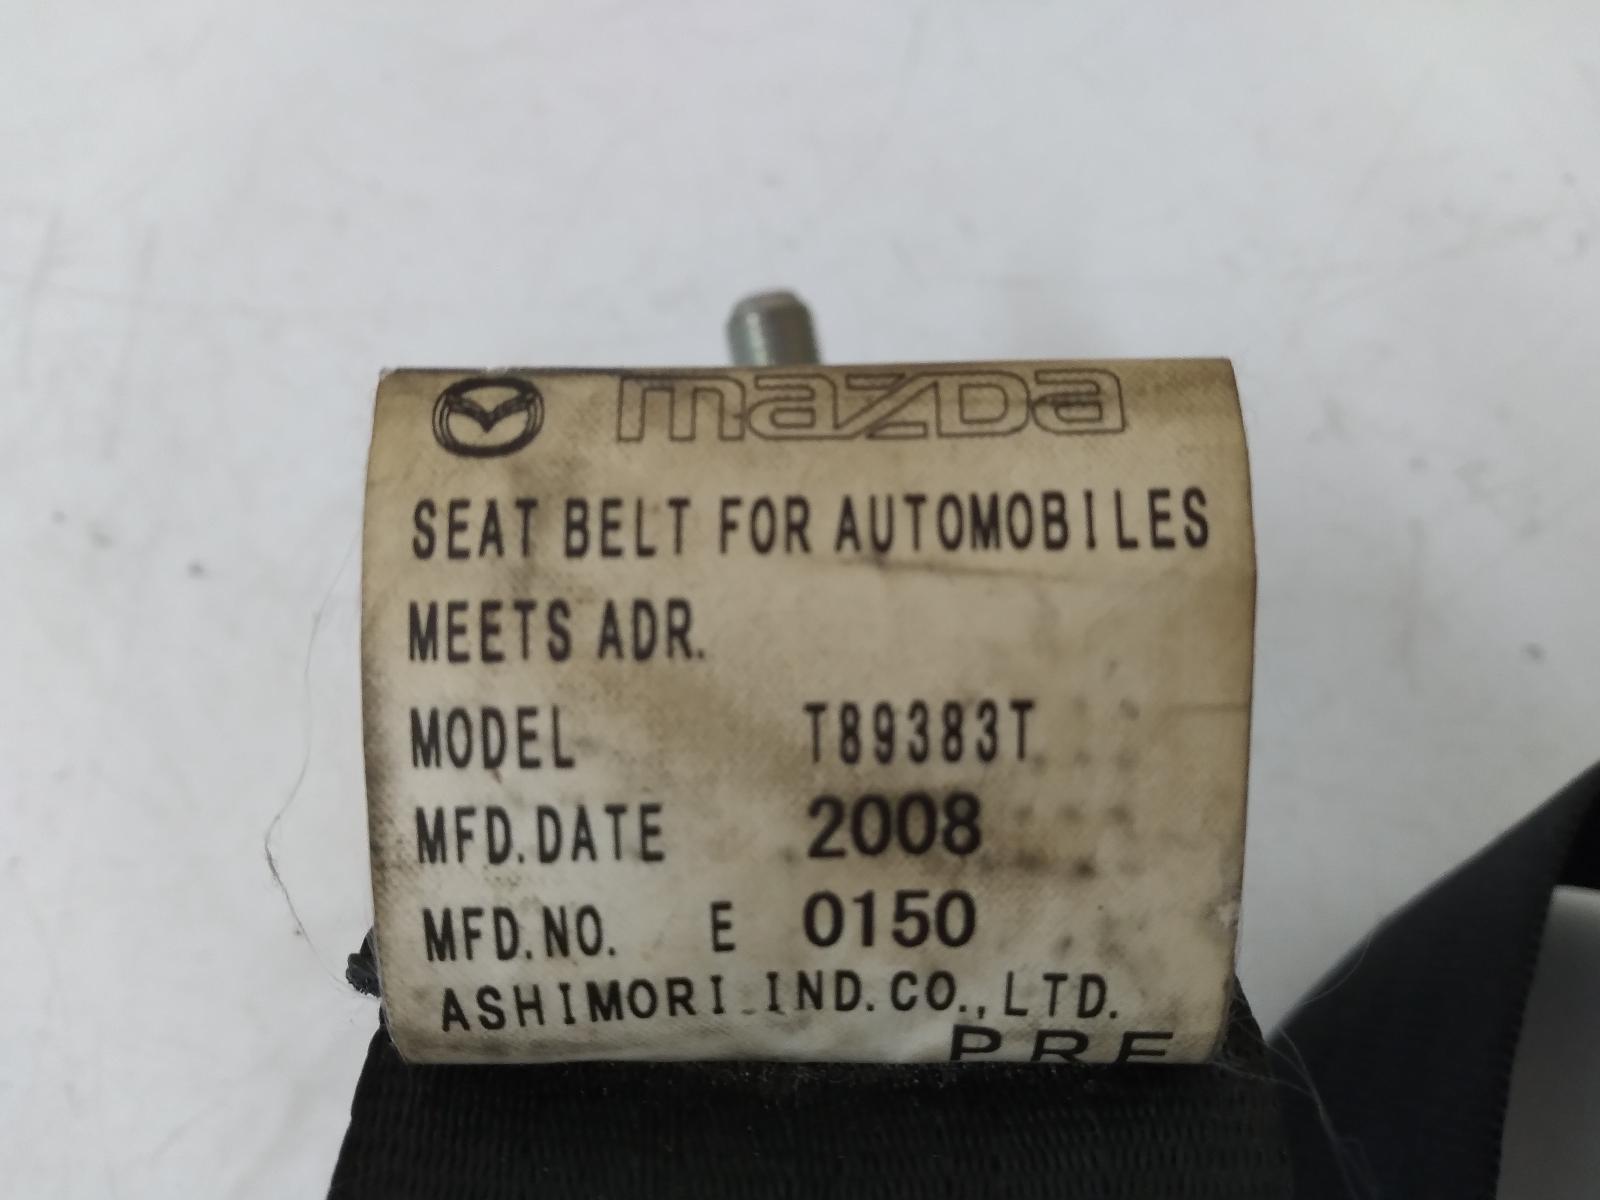 mazda
SEAT BELT FOR AUTOMOBILES
MEETS ADR.
MODEL T89383T
MFD.DATE 2008
MFD.NO. E 0150
ASHIMORI IND.CO.,LTD.
PRE